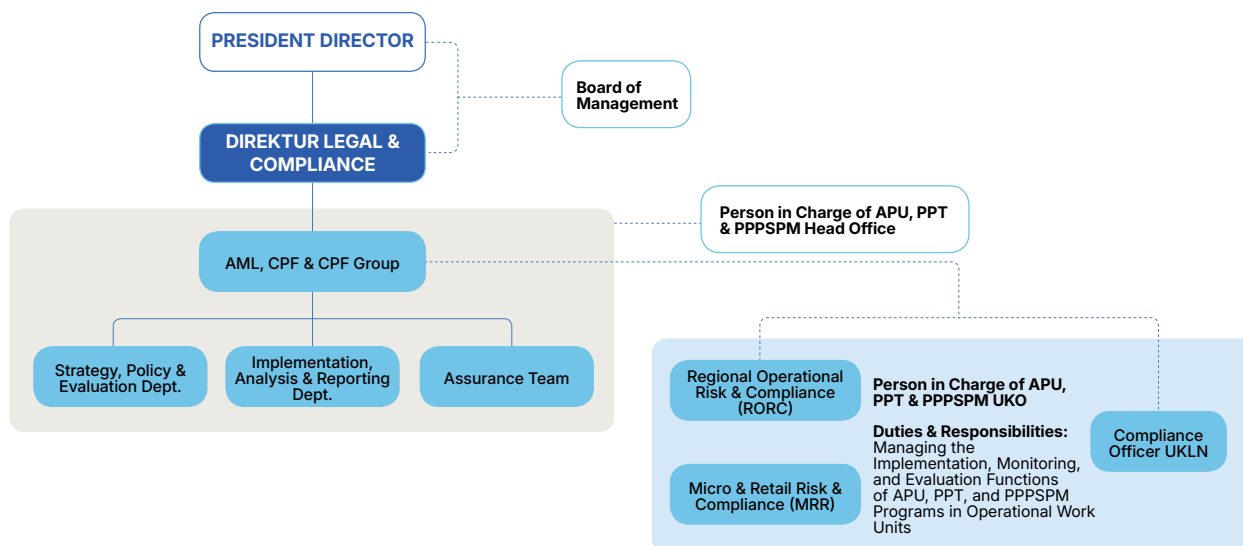 PRESIDENT DIRECTOR
Board of
Management
DIREKTUR LEGAL &
COMPLIANCE
Person in Charge of APU, PPT
& PPPSPM Head Office
AML, CPF & CPF Group
Strategy, Policy &
Evaluation Dept.
Implementation,
Analysis & Reporting
Dept.
Assurance Team
Regional Operational
Risk & Compliance
(RORC)
Micro & Retail Risk &
Compliance (MRR)
Person in Charge of APU,
PPT & PPPSPM UKO
Duties & Responsibilities:
Managing the
Implementation, Monitoring,
and Evaluation Functions
of APU, PPT, and PPPSPM
Programs in Operational Work
Units
Compliance
Officer UKLN